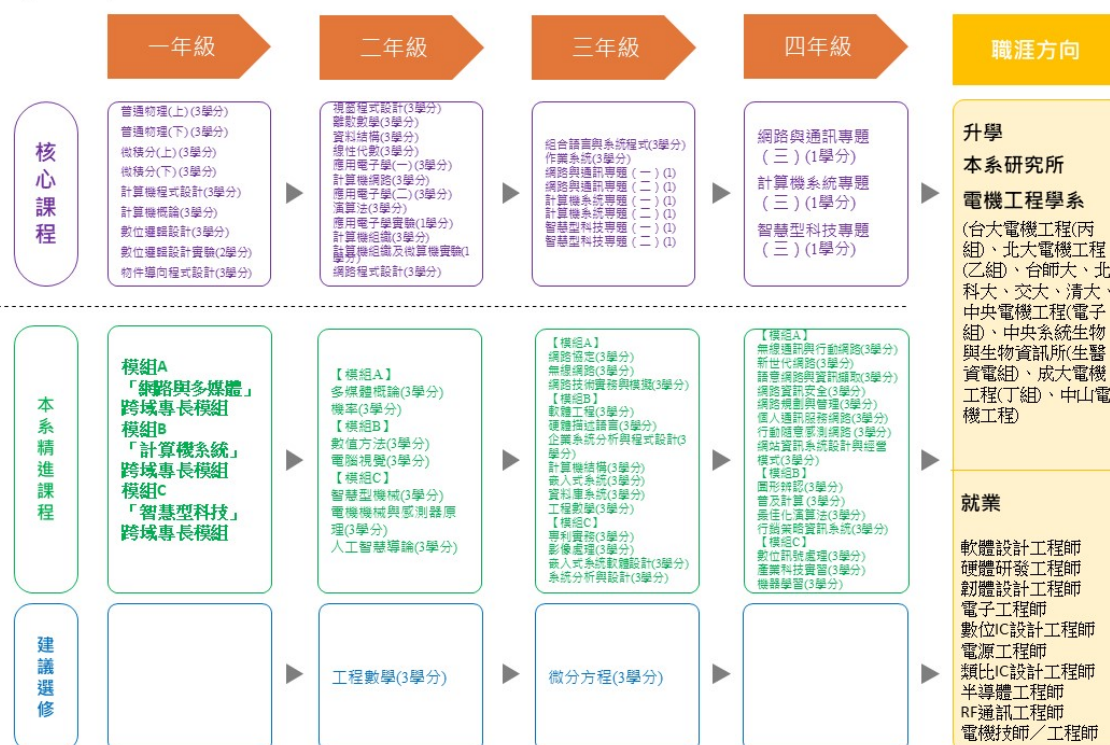 一年級
二年級
三年級
四年級
職涯方向
核心課程
普通物理(上)(3學分)
普通物理(下)(3學分)
微積分(上)(3學分)
微積分(下)(3學分)
計算機程式設計(3學分)
計算機概論(3學分)
數位邏輯設計(3學分)
數位邏輯設計實驗(2學分)
物件導向程式設計(3學分)
視窗程式設計(3學分)
離散數學(3學分)
資料結構(3學分)
線性代數(3學分)
應用電子學(一)(3學分)
計算機網路(3學分)
應用電子學(二)(3學分)
演算法(3學分)
應用電子學實驗(1學分)
計算機組織(3學分)
計算機組織及微算機實驗(1
學分)
網路程式設計(3學分)
組合語言與系統程式(3學分)
作業系統(3學分)
網路與通訊專題(一)(1)
網路與通訊專題(二)(1)
計算機系統專題(一)(1)
計算機系統專題(二)(1)
智慧型科技專題(一)(1)
智慧型科技專題(二)(1)
網路與通訊專題
(三)(1學分)
計算機系統專題
(三)(1學分)
智慧型科技專題
(三)(1學分)
升學
本系研究所
電機工程學系
(台大電機工程(丙
組)、北大電機工程
(乙組)、台師大、北
科大、交大、清大、
中央電機工程(電子
組)、中央系統生物
與生物資訊所(生醫
資電組)、成大電機
工程(丁組)、中山電
機工程)
本系精進課程
模組A
「網路與多媒體」
跨域專長模組
模組B
「計算機系統」
跨域專長模組
模組C
「智慧型科技」
跨域專長模組
【模組A】
多媒體概論(3學分)
機率(3學分)
【模組B】
數值方法(3學分)
電腦視覺(3學分)
【模組C】
智慧型機械(3學分)
電機機械與感測器原
理(3學分)
人工智慧導論(3學分)
【模組A】
網路協定(3學分)
無線網路(3學分)
網路技術實務與模擬(3學分)
【模組B】
軟體工程(3學分)
硬體描述語言(3學分)
企業系統分析與程式設計(3
學分)
計算機結構(3學分)
嵌入式系統(3學分)
資料庫系統(3學分)
工程數學(3學分)
【模組C】
專利實務(3學分)
影像處理(3學分)
嵌入式系統軟體設計(3學分)
系統分析與設計(3學分)
【模組A】
無線通訊與行動網路(3學分)
新世代網路(3學分)
語意網路與資訊擷取(3學分)
網路資訊安全(3學分)
網路規劃與管理(3學分)
個人通訊服務網路(3學分)
行動隨意感測網路(3學分)
網站資訊系統設計與經營
模式(3學分)
【模組B】
圖形辨認(3學分)
普及計算(3學分)
最佳化演算法(3學分)
行銷策略資訊系統(3學分)
【模組C】
數位訊號處理(3學分)
產業科技實習(3學分)
機器學習(3學分)
就業
軟體設計工程師
硬體研發工程師
韌體設計工程師
電子工程師
數位IC設計工程師
電源工程師
類比IC設計工程師
半導體工程師
RF通訊工程師
電機技師／工程師
建議選修
工程數學(3學分)
微分方程(3學分)